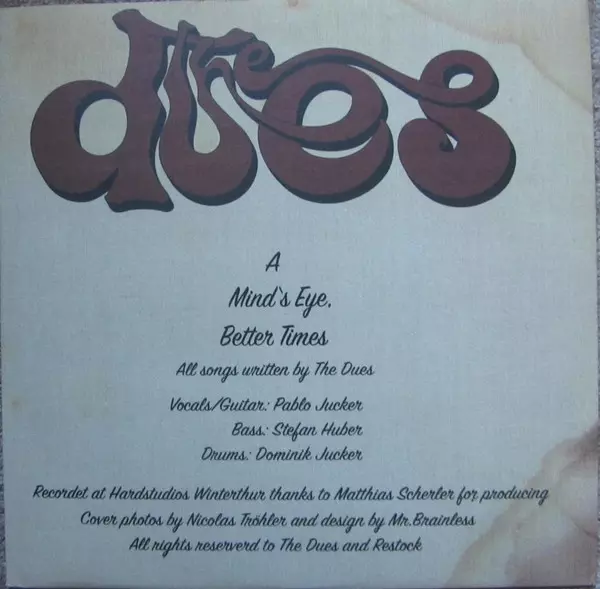 the dues
A
Mind's Eye.
Better Times
All songs written by The Dues
Vocals/Guitar: Pablo Jucker
Bass: Stefan Huber
Drums: Dominik Jucker
Recordet at Hardstudios Winterthur thanks to Matthias Scherler for producing
Cover photos by Nicolas Tröhler and design by Mr.Brainless
All rights reserverd to The Dues and Restock